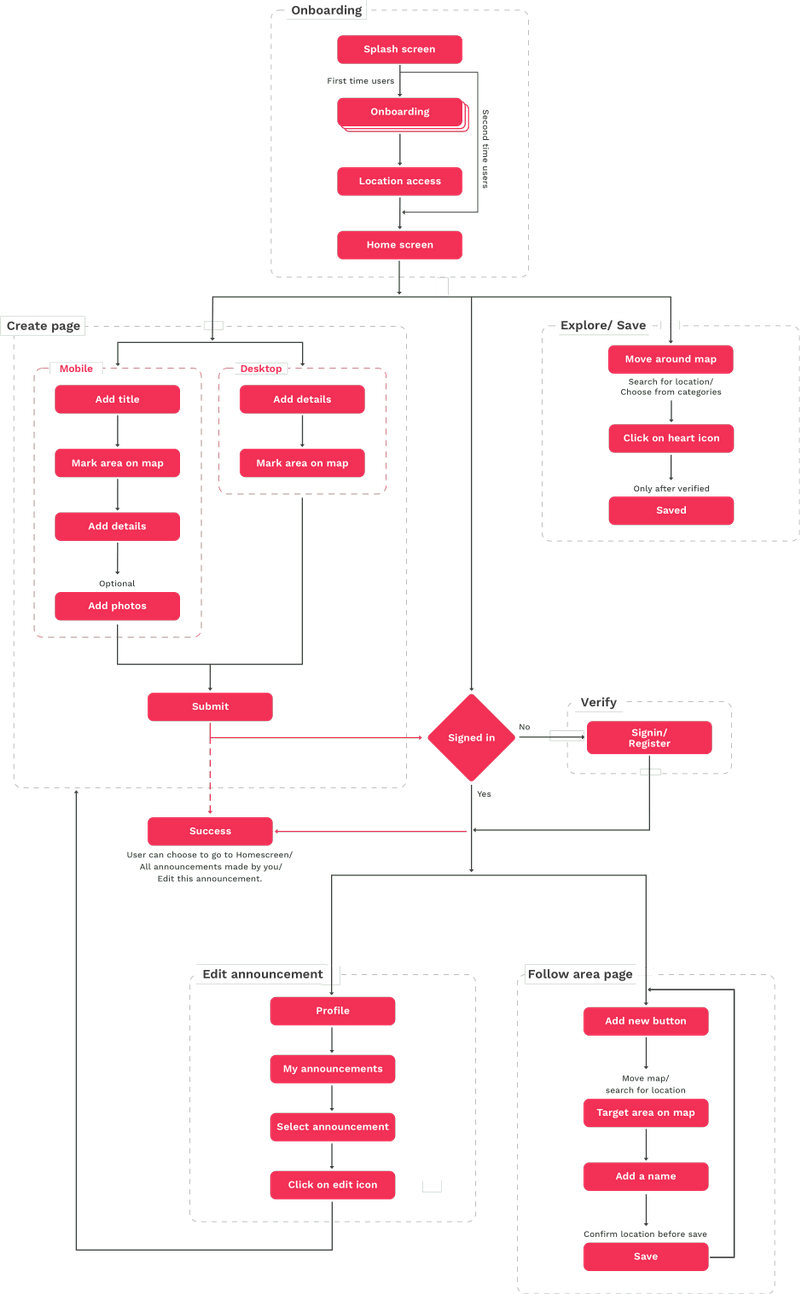 Onboarding
Splash screen
First time users
Onboarding
Second time users
Location access
Home screen
Create page
Mobile
Add title
Mark area on map
Add details
Optional
Add photos
Desktop
Add details
Mark area on map
Submit
Explore/ Save
Move around map
Search for location/
Choose from categories
Click on heart icon
Only after verified
Saved
Signed in
No
Yes
Verify
Signin/
Register
Success
User can choose to go to Homescreen/
All announcements made by you/
Edit this announcement.
Edit announcement
Profile
My announcements
Select announcement
Click on edit icon
Follow area page
Add new button
Move map/
search for location
Target area on map
Add a name
Confirm location before save
Save